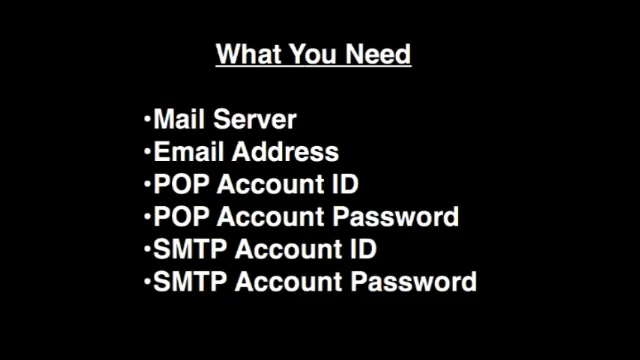 What You Need
•Mail Server
•Email Address
•POP Account ID
•POP Account Password
•SMTP Account ID
•SMTP Account Password